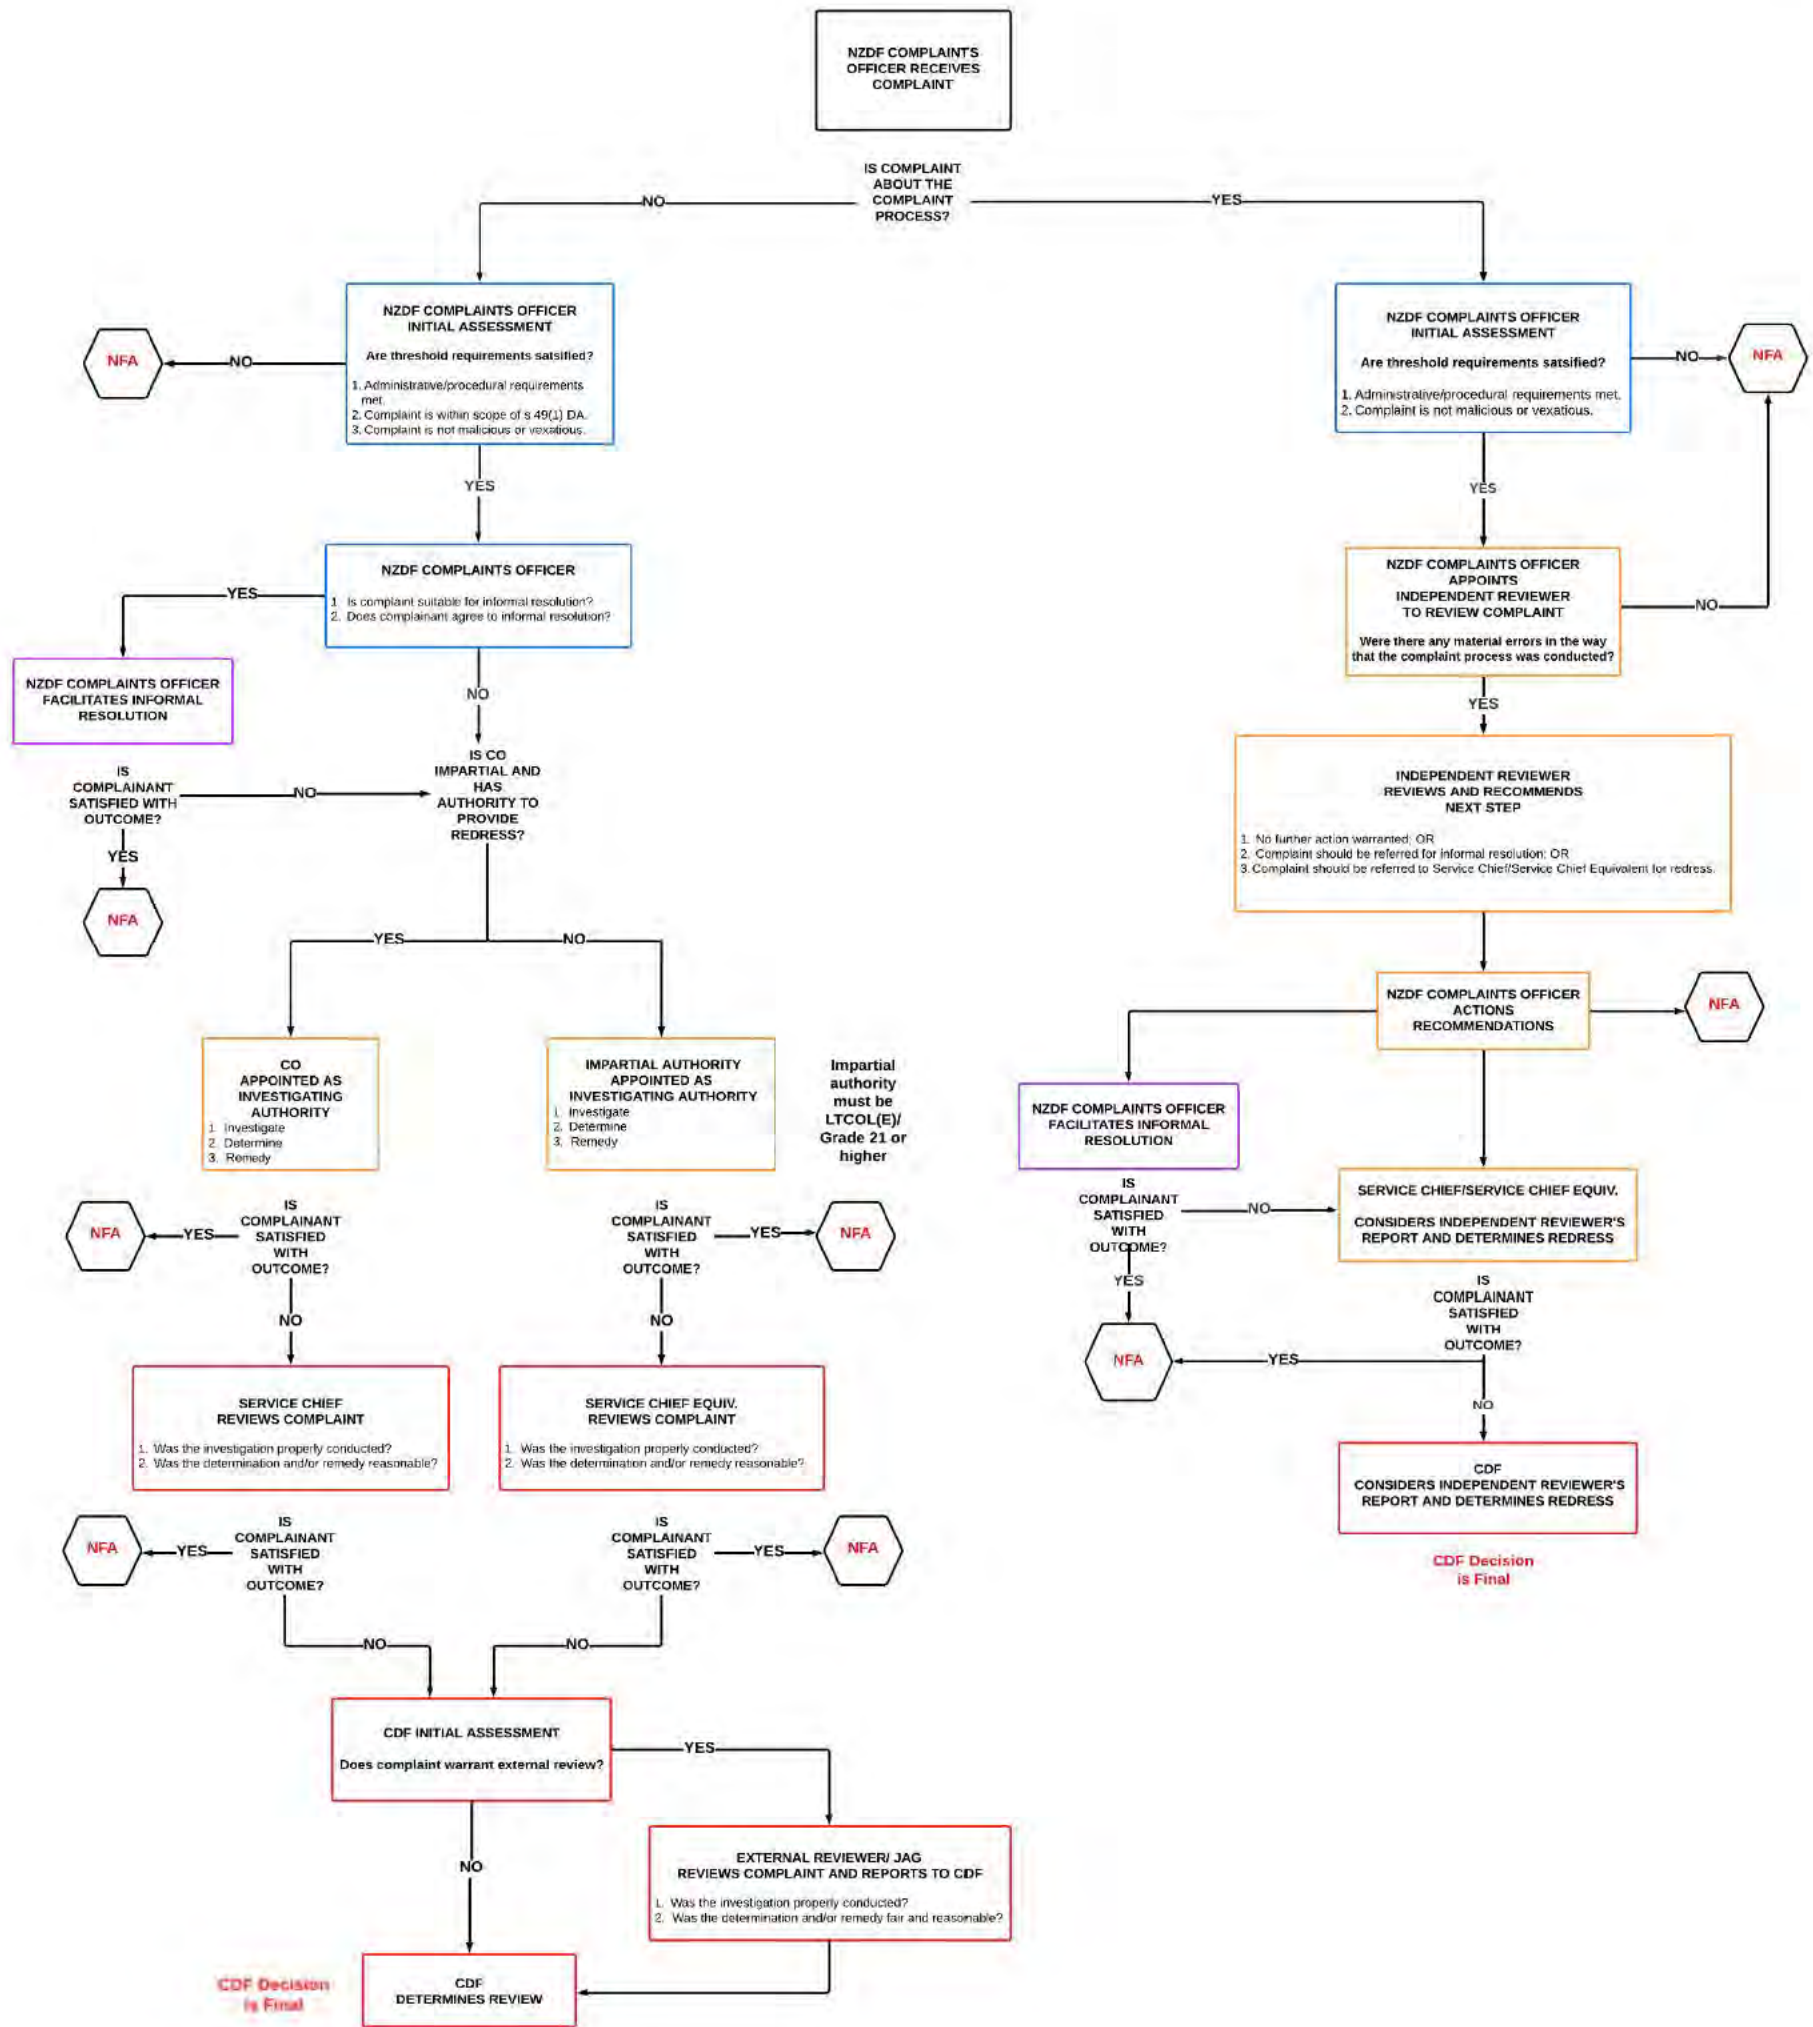 NZDF COMPLAINTS
OFFICER RECEIVES
COMPLAINT
IS COMPLAINT
ABOUT THE
COMPLAINT
PROCESS?
NO
YES
NZDF COMPLAINTS OFFICER
INITIAL ASSESSMENT
Are threshold requirements satsified?
1. Administrative/procedural requirements
met.
2. Complaint is within scope of s 49(1) DA.
3. Complaint is not malicious or vexatious.
NO
NFA
YES
NZDF COMPLAINTS OFFICER
1. Is complaint suitable for informal resolution?
2. Does complainant agree to informal resolution?
YES
NZDF COMPLAINTS OFFICER
FACILITATES INFORMAL
RESOLUTION
NO
IS
COMPLAINANT
SATISFIED WITH
OUTCOME?
NO
YES
NFA
IS CO
IMPARTIAL AND
HAS
AUTHORITY TO
PROVIDE
REDRESS?
YES
NO
CO
APPOINTED AS
INVESTIGATING
AUTHORITY
1. Investigate
2. Determine
3. Remedy
IMPARTIAL AUTHORITY
APPOINTED AS
INVESTIGATING AUTHORITY
1. Investigate
2. Determine
3. Remedy
Impartial
authority
must be
LTCOL(E)/
Grade 21 or
higher
IS
COMPLAINANT
SATISFIED
WITH
OUTCOME?
YES
NFA
NO
IS
COMPLAINANT
SATISFIED
WITH
OUTCOME?
YES
NFA
NO
SERVICE CHIEF
REVIEWS COMPLAINT
1. Was the investigation properly conducted?
2. Was the determination and/or remedy reasonable?
SERVICE CHIEF EQUIV.
REVIEWS COMPLAINT
1. Was the investigation properly conducted?
2. Was the determination and/or remedy reasonable?
IS
COMPLAINANT
SATISFIED
WITH
OUTCOME?
YES
NFA
NO
IS
COMPLAINANT
SATISFIED
WITH
OUTCOME?
YES
NFA
NO
CDF INITIAL ASSESSMENT
Does complaint warrant external review?
YES
NO
EXTERNAL REVIEWER/ JAG
REVIEWS COMPLAINT AND REPORTS TO CDF
1. Was the investigation properly conducted?
2. Was the determination and/or remedy fair and reasonable?
CDF
DETERMINES REVIEW
CDF Decision
is Final
NZDF COMPLAINTS OFFICER
INITIAL ASSESSMENT
Are threshold requirements satsified?
1. Administrative/procedural requirements met.
2. Complaint is not malicious or vexatious.
NO
NFA
YES
NZDF COMPLAINTS OFFICER
APPOINTS
INDEPENDENT REVIEWER
TO REVIEW COMPLAINT
Were there any material errors in the way
that the complaint process was conducted?
NO
YES
INDEPENDENT REVIEWER
REVIEWS AND RECOMMENDS
NEXT STEP
1. No further action warranted; OR
2. Complaint should be referred for informal resolution; OR
3. Complaint should be referred to Service Chief/Service Chief Equivalent for redress.
NZDF COMPLAINTS OFFICER
ACTIONS
RECOMMENDATIONS
NFA
NZDF COMPLAINTS OFFICER
FACILITATES INFORMAL
RESOLUTION
IS
COMPLAINANT
SATISFIED
WITH
OUTCOME?
NO
YES
NFA
SERVICE CHIEF/SERVICE CHIEF EQUIV.
CONSIDERS INDEPENDENT REVIEWER'S
REPORT AND DETERMINES REDRESS
IS
COMPLAINANT
SATISFIED
WITH
OUTCOME?
YES
NO
CDF
CONSIDERS INDEPENDENT REVIEWER'S
REPORT AND DETERMINES REDRESS
CDF Decision
is Final